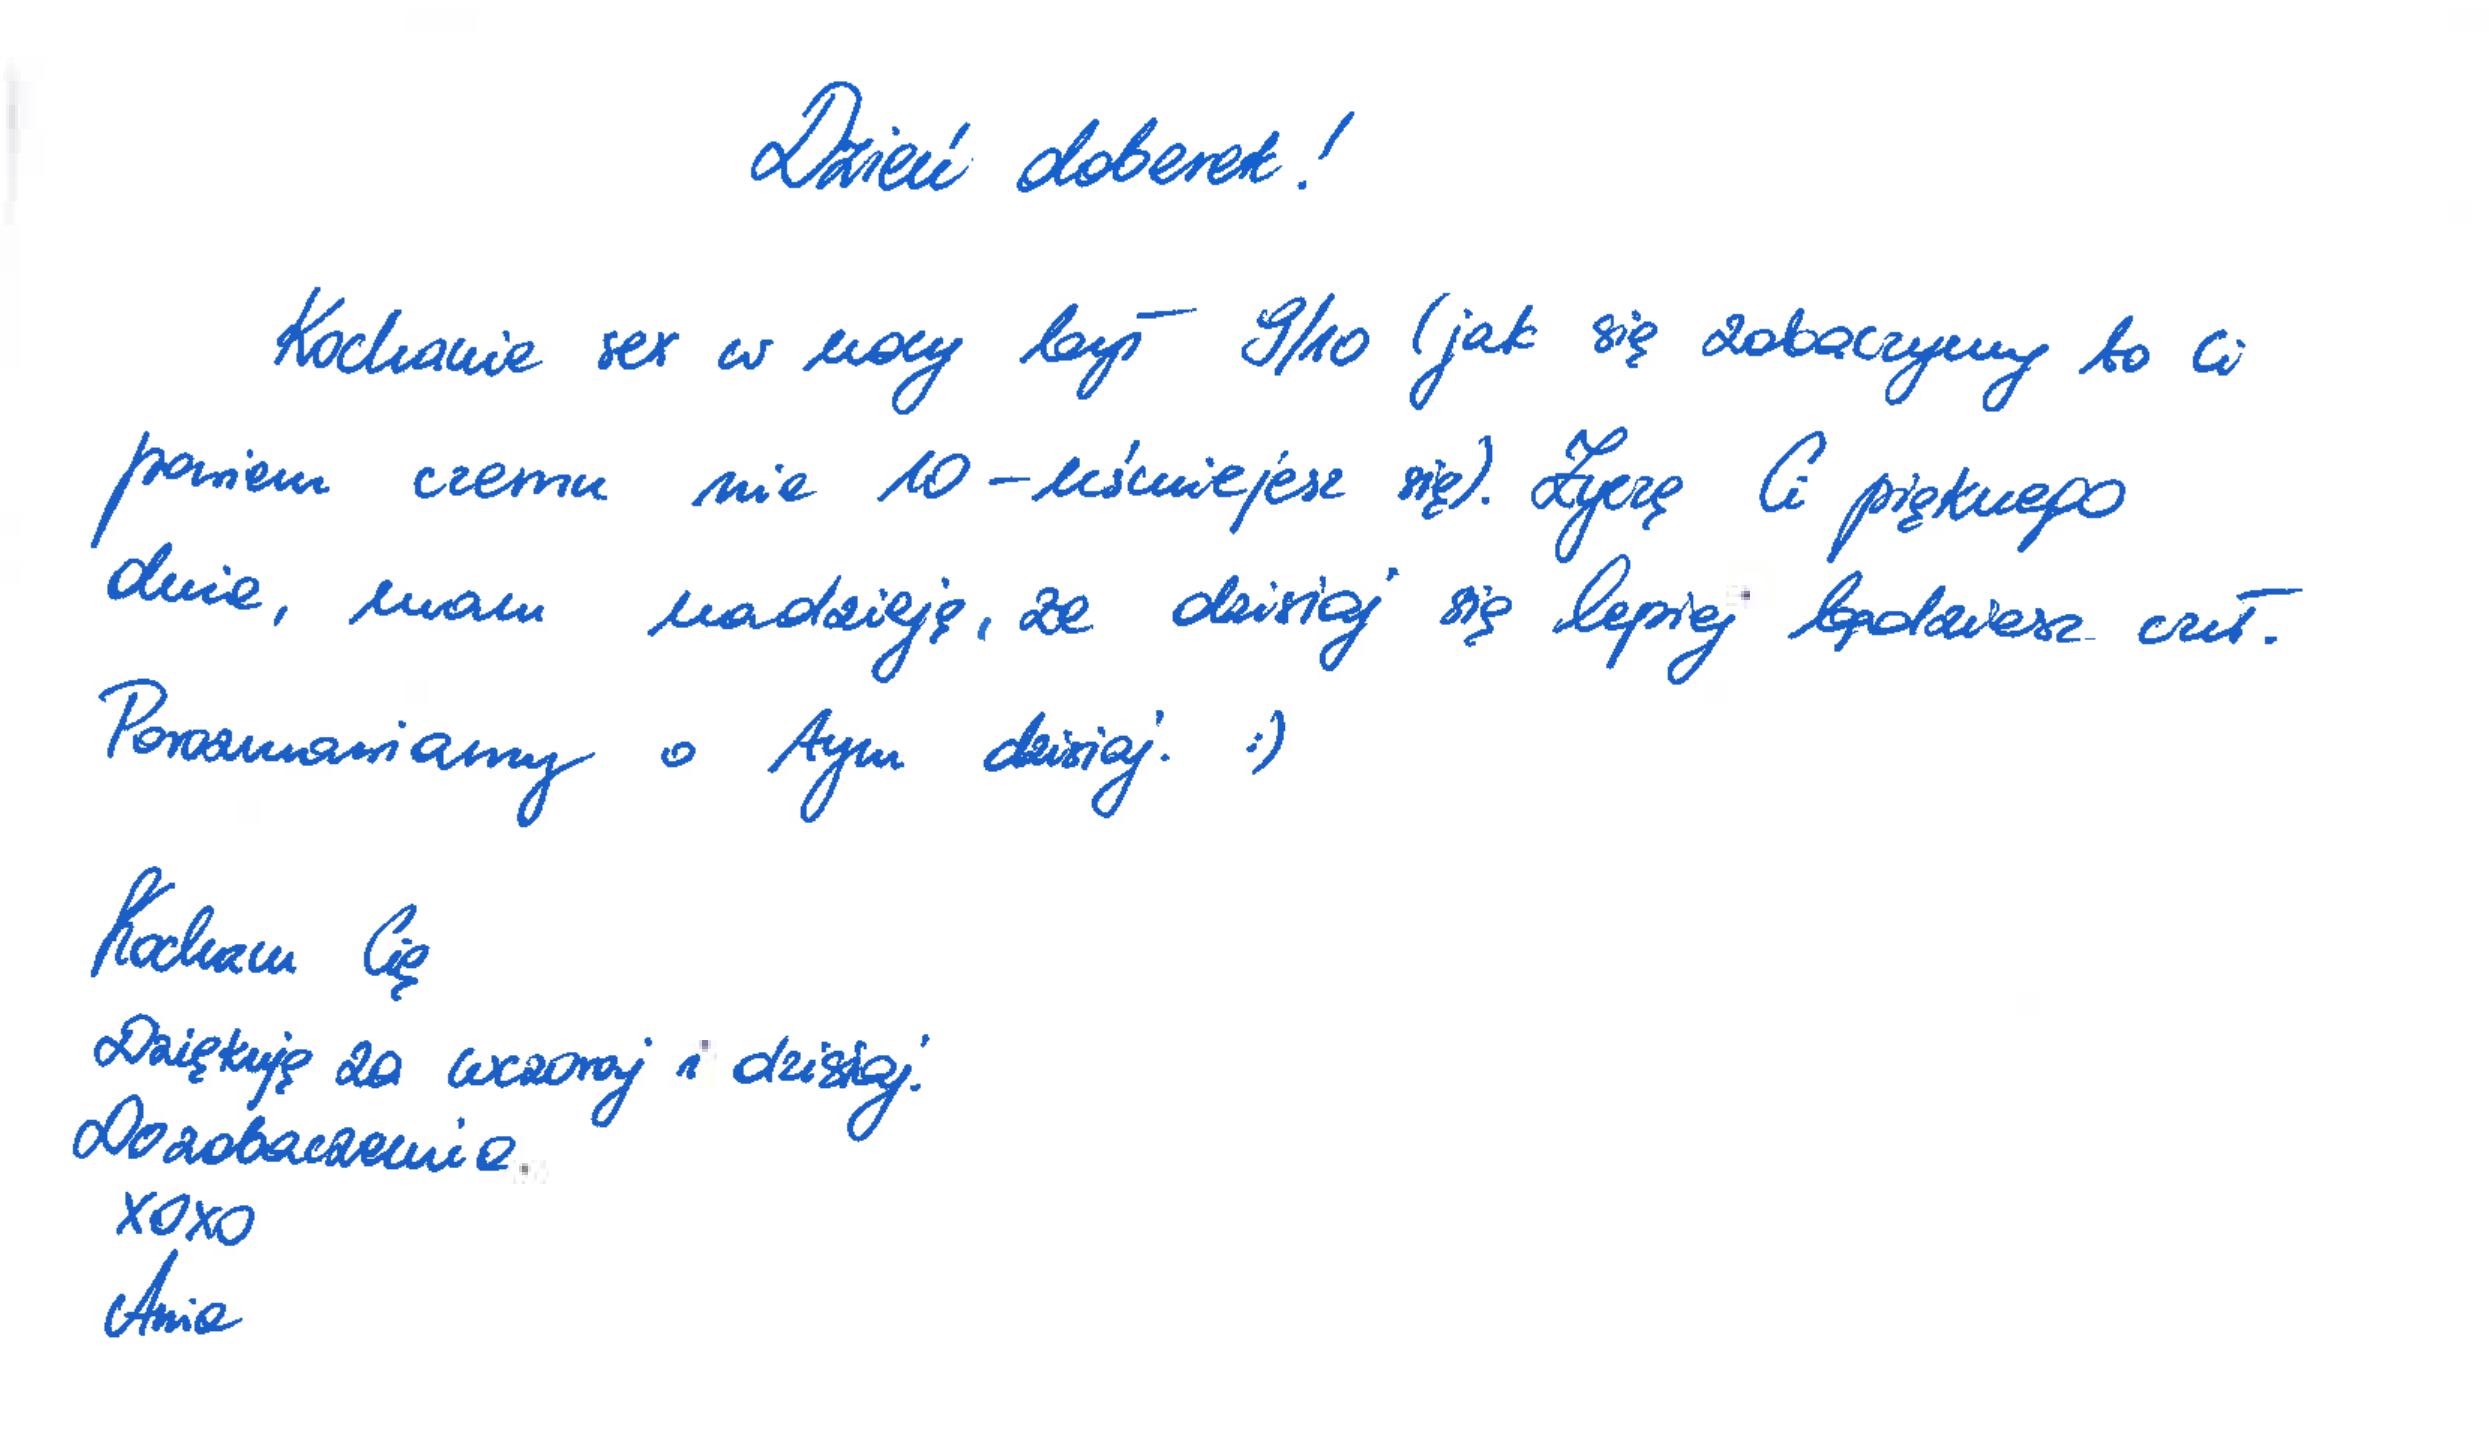 Dzień doberek!
Kochanie sex w nocy był 9/10 (jak się zobaczymy to Ci
powiem czemu nie 10 - uśmiejesz się). Życzę Ci pięknego
dnia, mam nadzieję, że dzisiaj się lepiej będziesz czuł.
Porozmawiamy o tym dzisiaj. :)
Kocham Cię
Dziękuję za wczoraj i dzisiaj.
Do zobaczenia.
XOXO
Ania